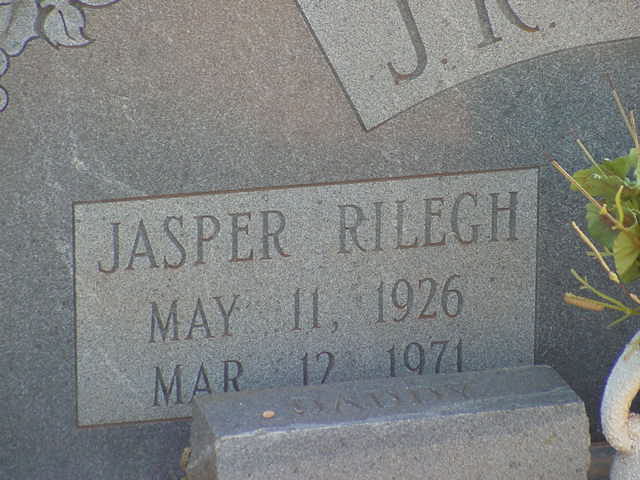 J.R.
JASPER RILEGH
MAY 11, 1926
MAR 12 1971
DADDY